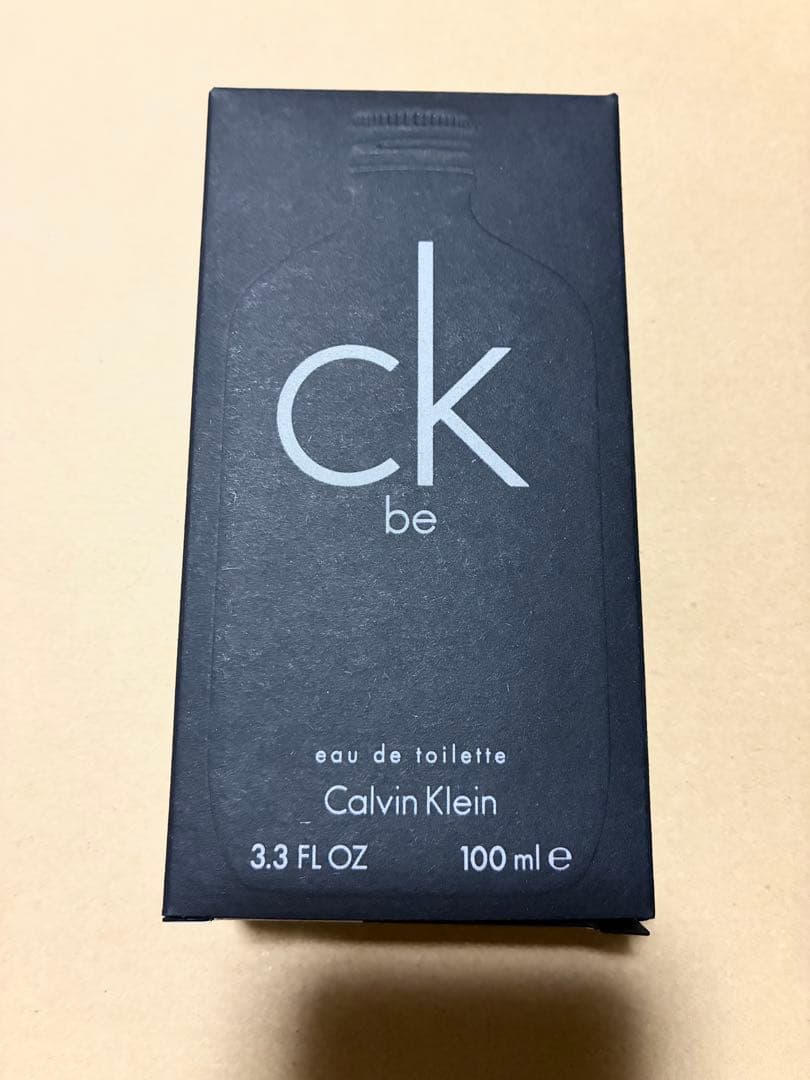 ck
be
eau de toilette
Calvin Klein
3.3 FL OZ 100 ml ℮